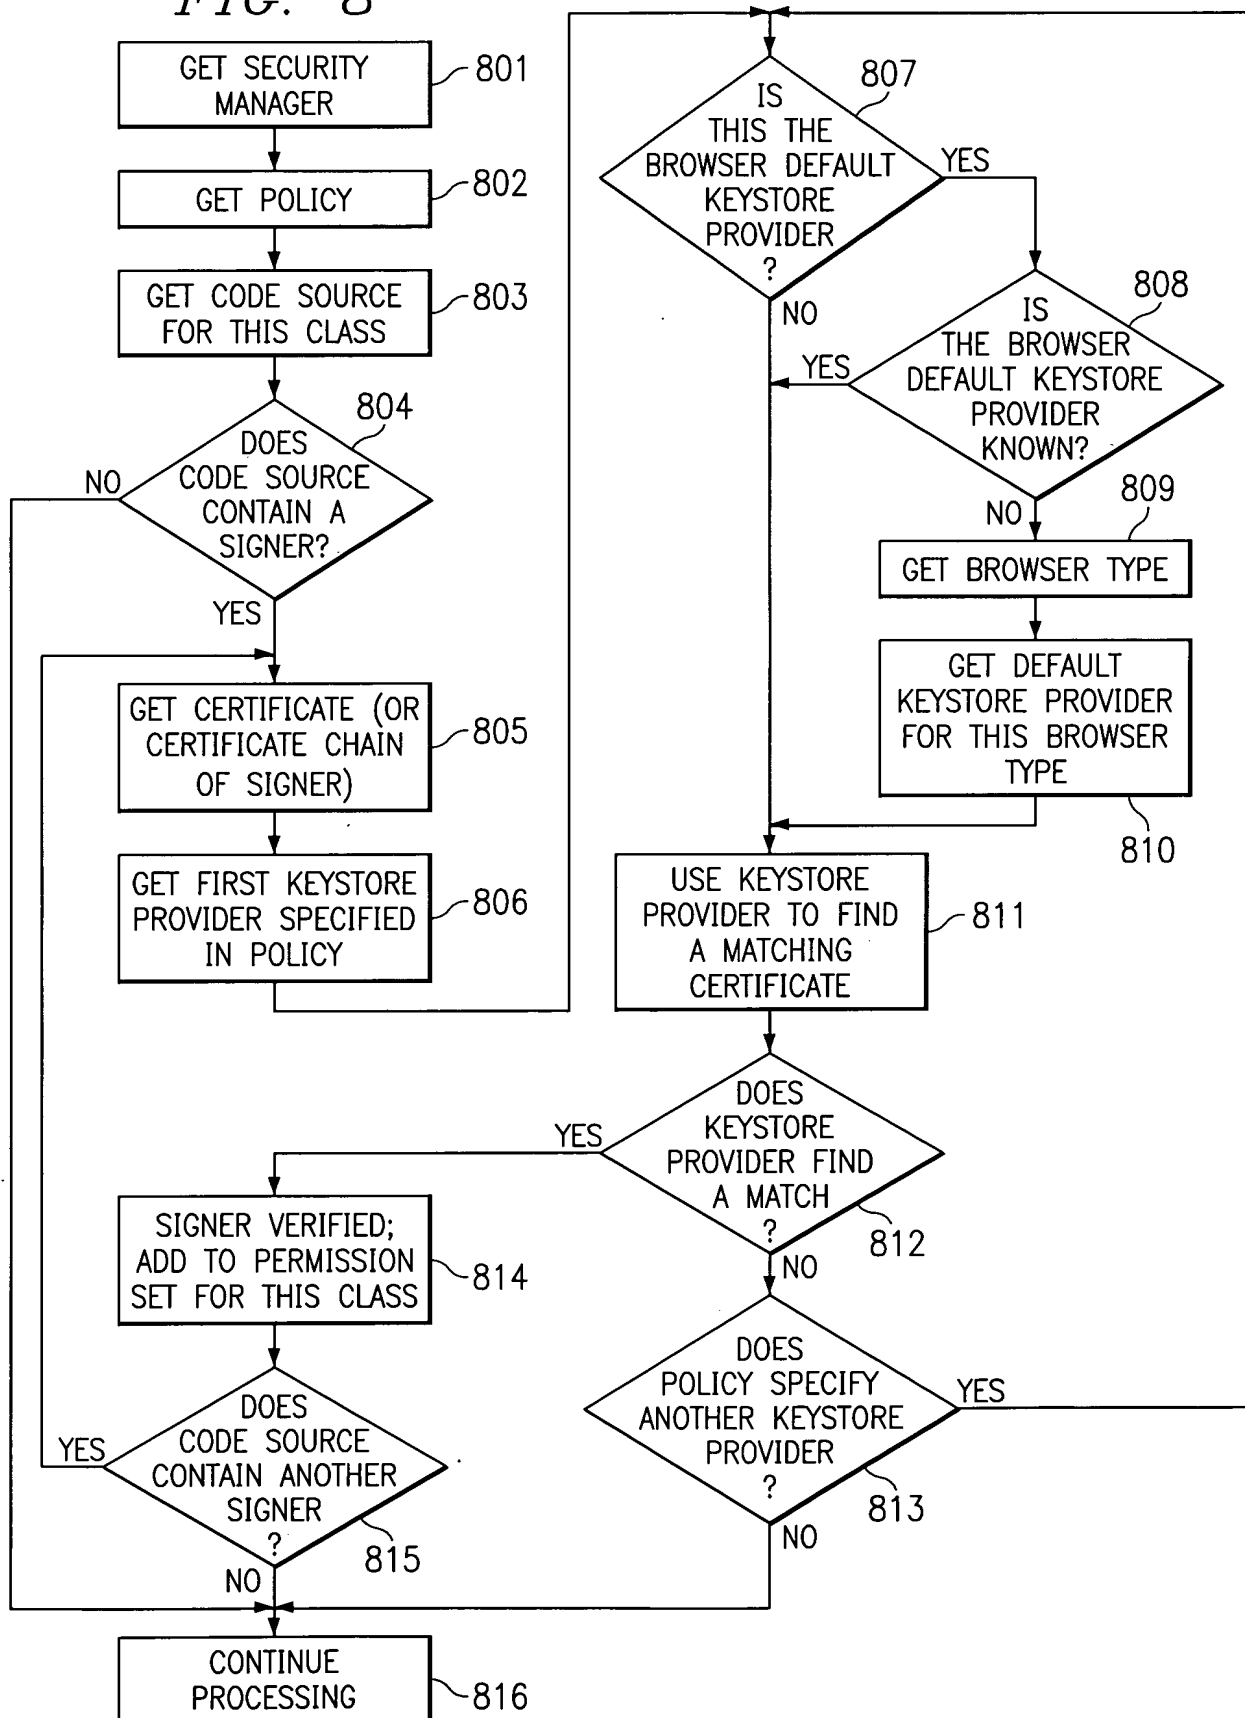 FIG. 8
GET SECURITY
MANAGER
801
GET POLICY
802
GET CODE SOURCE
FOR THIS CLASS
803
804
DOES
CODE SOURCE
CONTAIN A
SIGNER?
NO
YES
GET CERTIFICATE (OR
CERTIFICATE CHAIN
OF SIGNER)
805
GET FIRST KEYSTORE
PROVIDER SPECIFIED
IN POLICY
806
807
IS
THIS THE
BROWSER DEFAULT
KEYSTORE
PROVIDER
?
YES
NO
808
IS
THE BROWSER
DEFAULT KEYSTORE
PROVIDER
KNOWN?
YES
NO
809
GET BROWSER TYPE
GET DEFAULT
KEYSTORE PROVIDER
FOR THIS BROWSER
TYPE
810
USE KEYSTORE
PROVIDER TO FIND
A MATCHING
CERTIFICATE
811
DOES
KEYSTORE
PROVIDER FIND
A MATCH
?
YES
812
NO
SIGNER VERIFIED;
ADD TO PERMISSION
SET FOR THIS CLASS
814
DOES
POLICY SPECIFY
ANOTHER KEYSTORE
PROVIDER
?
YES
813
NO
DOES
CODE SOURCE
CONTAIN ANOTHER
SIGNER
?
YES
815
NO
CONTINUE
PROCESSING
816